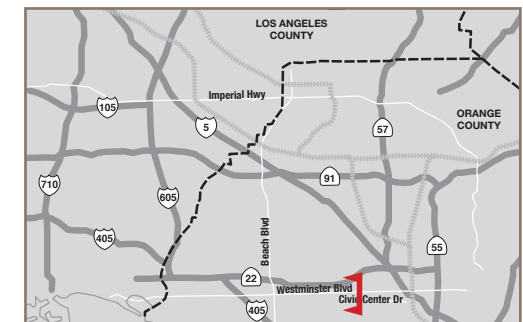 LOS ANGELES
COUNTY
Imperial Hwy
105
5
57
ORANGE
COUNTY
710
605
91
405
Beach Blvd
55
22
Westminster Blvd
Civic Center Dr
405